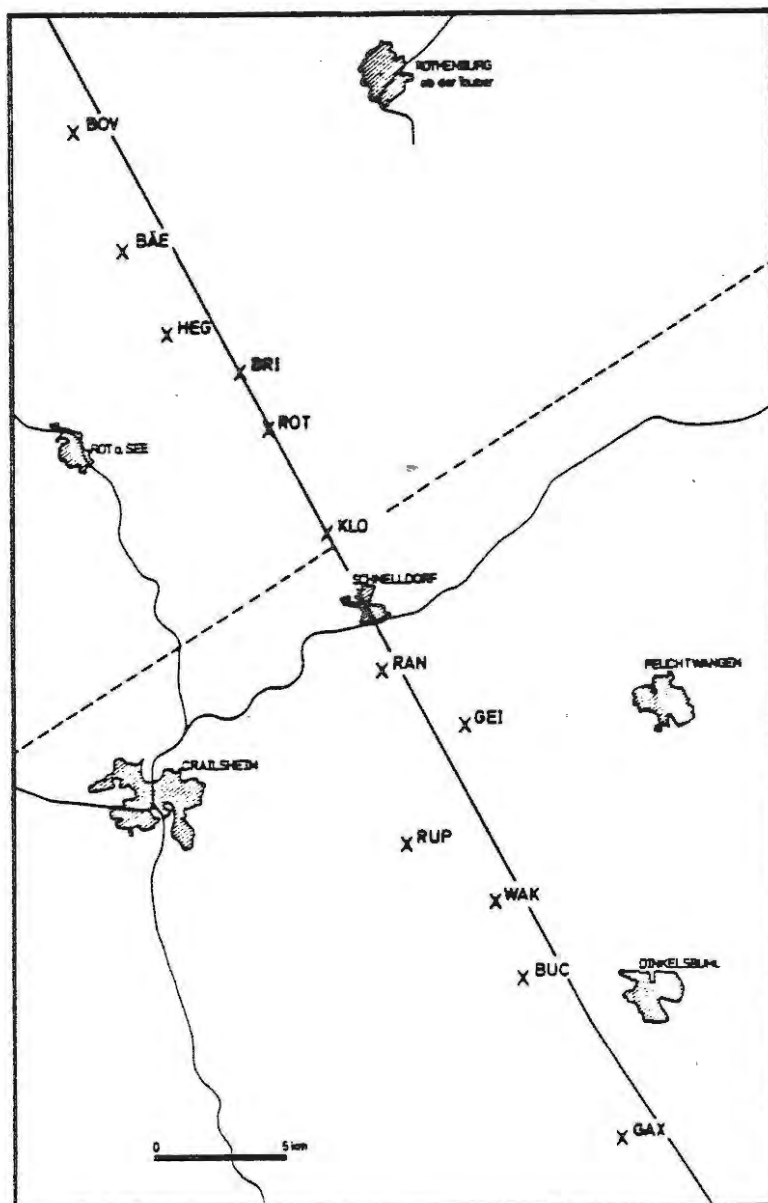 ROTHENBURG
ob der Tauber
BOV
BÄE
HEG
BRI
ROT
ROT a. SEE
KLO
SCHNELLDORF
RAN
FEUCHTWANGEN
GEI
CRAILSHEIM
RUP
WAK
BUC
DINKELSBUHL
GAX
0
5 km